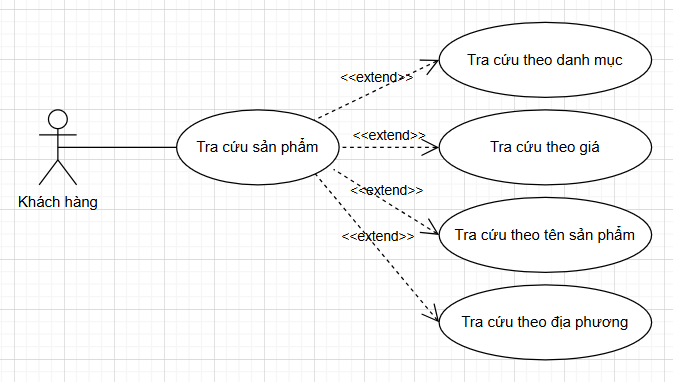 Tra cứu theo danh mục
<<extend>>
<<extend>>
Tra cứu sản phẩm
Tra cứu theo giá
<<extend>>
Khách hàng
<<extend>>
Tra cứu theo tên sản phẩm
Tra cứu theo địa phương